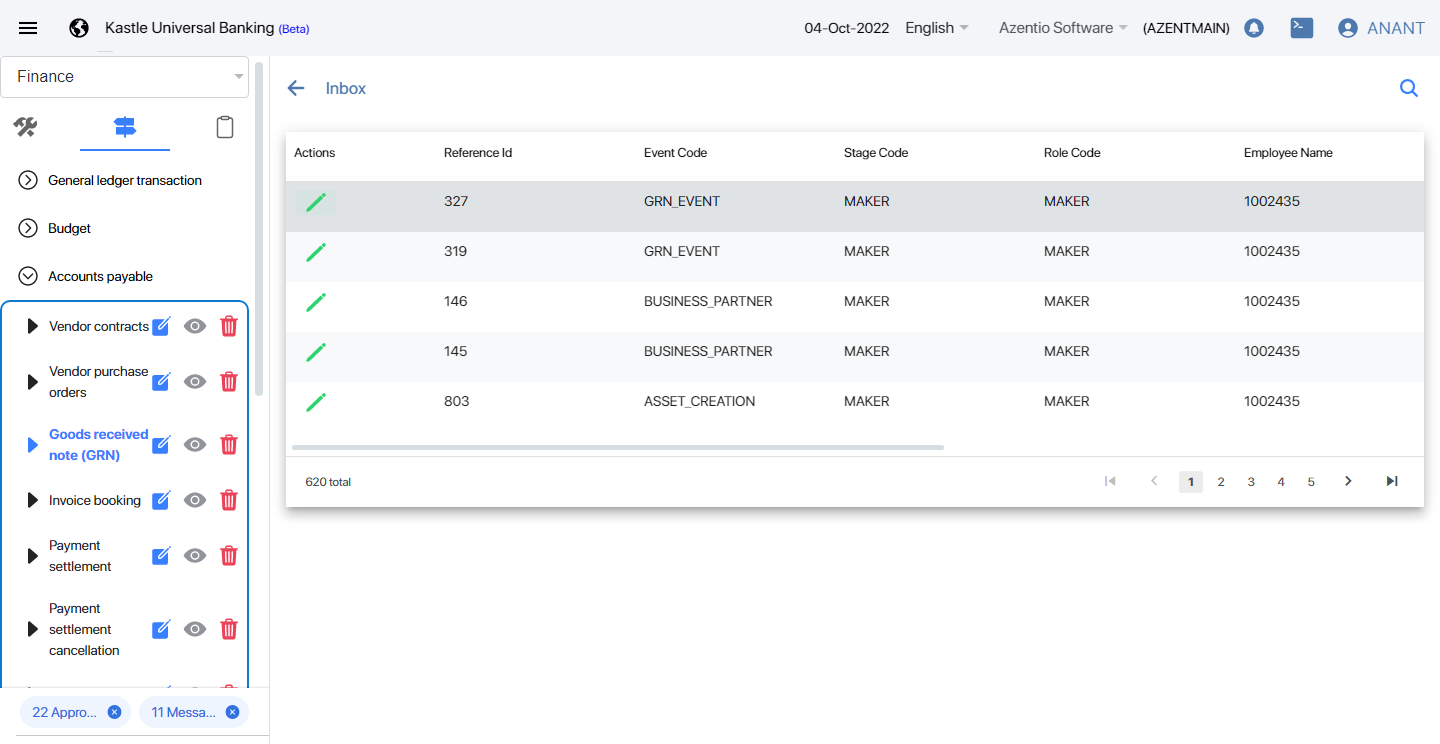 Kastle Universal Banking (Beta)
04-Oct-2022 English Azentio Software (AZENTMAIN) ANANT
Finance
General ledger transaction
Budget
Accounts payable
Vendor contracts
Vendor purchase
orders
Goods received
note (GRN)
Invoice booking
Payment
settlement
Payment
settlement
cancellation
22 Appro... 11 Messa...
Inbox
Actions Reference Id Event Code Stage Code Role Code Employee Name
327 GRN_EVENT MAKER MAKER 1002435
319 GRN_EVENT MAKER MAKER 1002435
146 BUSINESS_PARTNER MAKER MAKER 1002435
145 BUSINESS_PARTNER MAKER MAKER 1002435
803 ASSET_CREATION MAKER MAKER 1002435
620 total 1 2 3 4 5